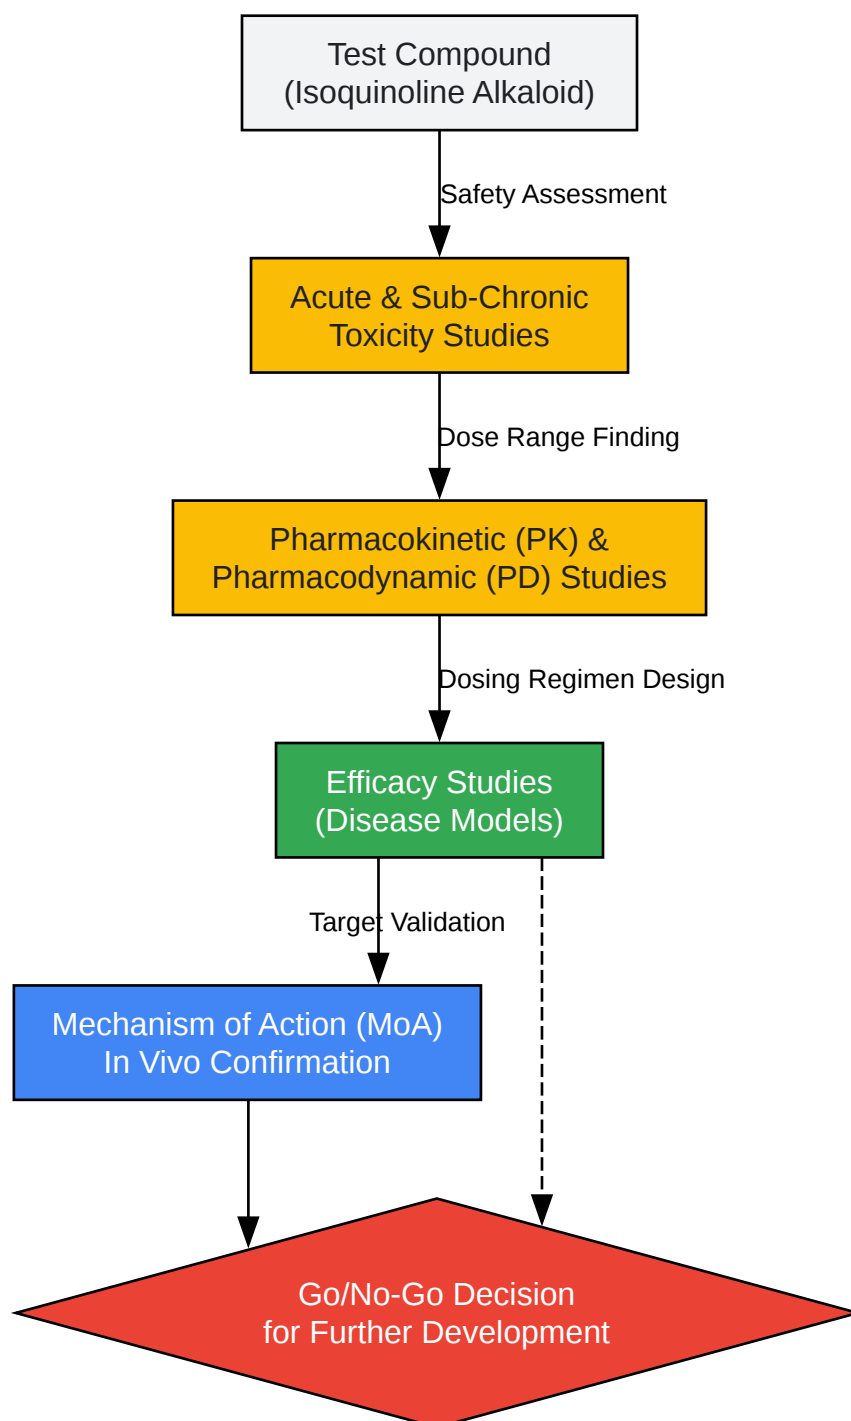 Test Compound
(Isoquinoline Alkaloid)
Safety Assessment
Acute & Sub-Chronic
Toxicity Studies
Dose Range Finding
Pharmacokinetic (PK) &
Pharmacodynamic (PD) Studies
Dosing Regimen Design
Efficacy Studies
(Disease Models)
Target Validation
Mechanism of Action (MoA)
In Vivo Confirmation
Go/No-Go Decision
for Further Development